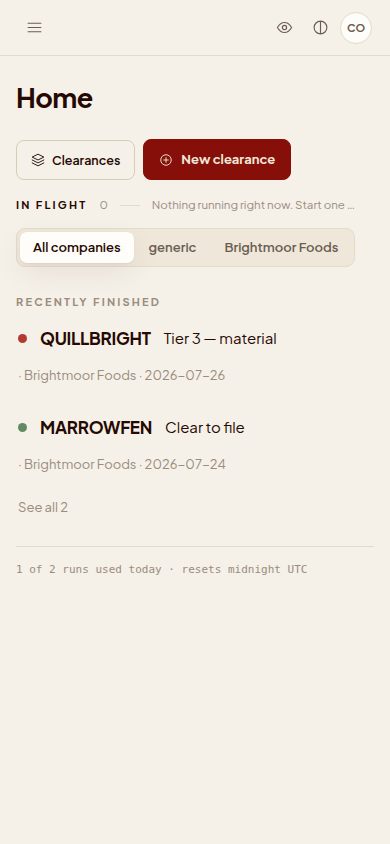 CO
Home
Clearances
New clearance
IN FLIGHT 0 Nothing running right now. Start one ...
All companies generic Brightmoor Foods
RECENTLY FINISHED
QUILLBRIGHT Tier 3 — material
· Brightmoor Foods · 2026-07-26
MARROWFEN Clear to file
· Brightmoor Foods · 2026-07-24
See all 2
1 of 2 runs used today · resets midnight UTC